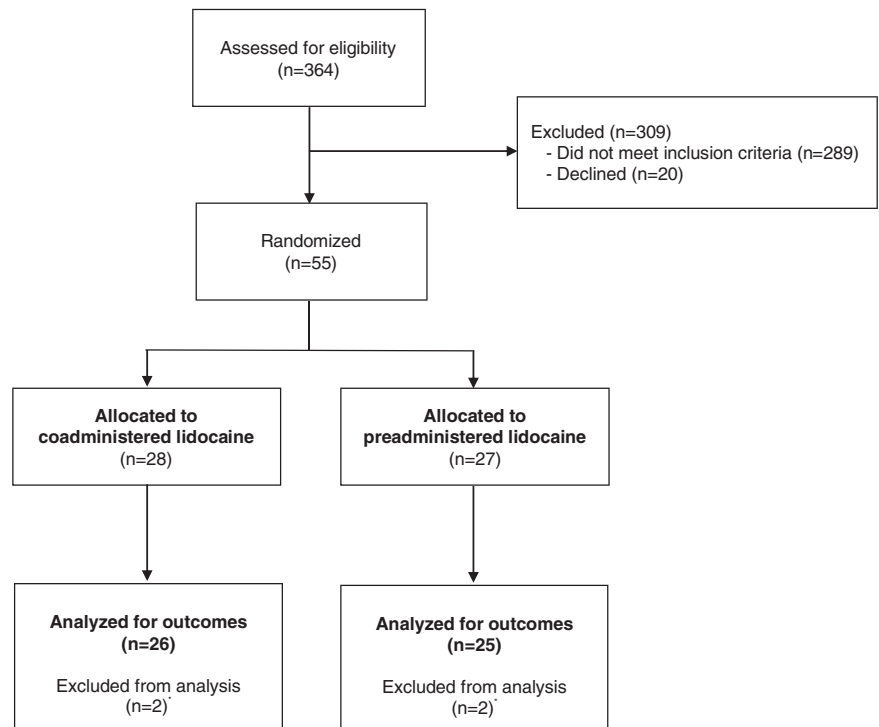 Assessed for eligibility
(n=364)
Excluded (n=309)
- Did not meet inclusion criteria (n=289)
- Declined (n=20)
Randomized
(n=55)
Allocated to
coadministered lidocaine
(n=28)
Allocated to
preadministered lidocaine
(n=27)
Analyzed for outcomes
(n=26)
Excluded from analysis
(n=2)*
Analyzed for outcomes
(n=25)
Excluded from analysis
(n=2)*